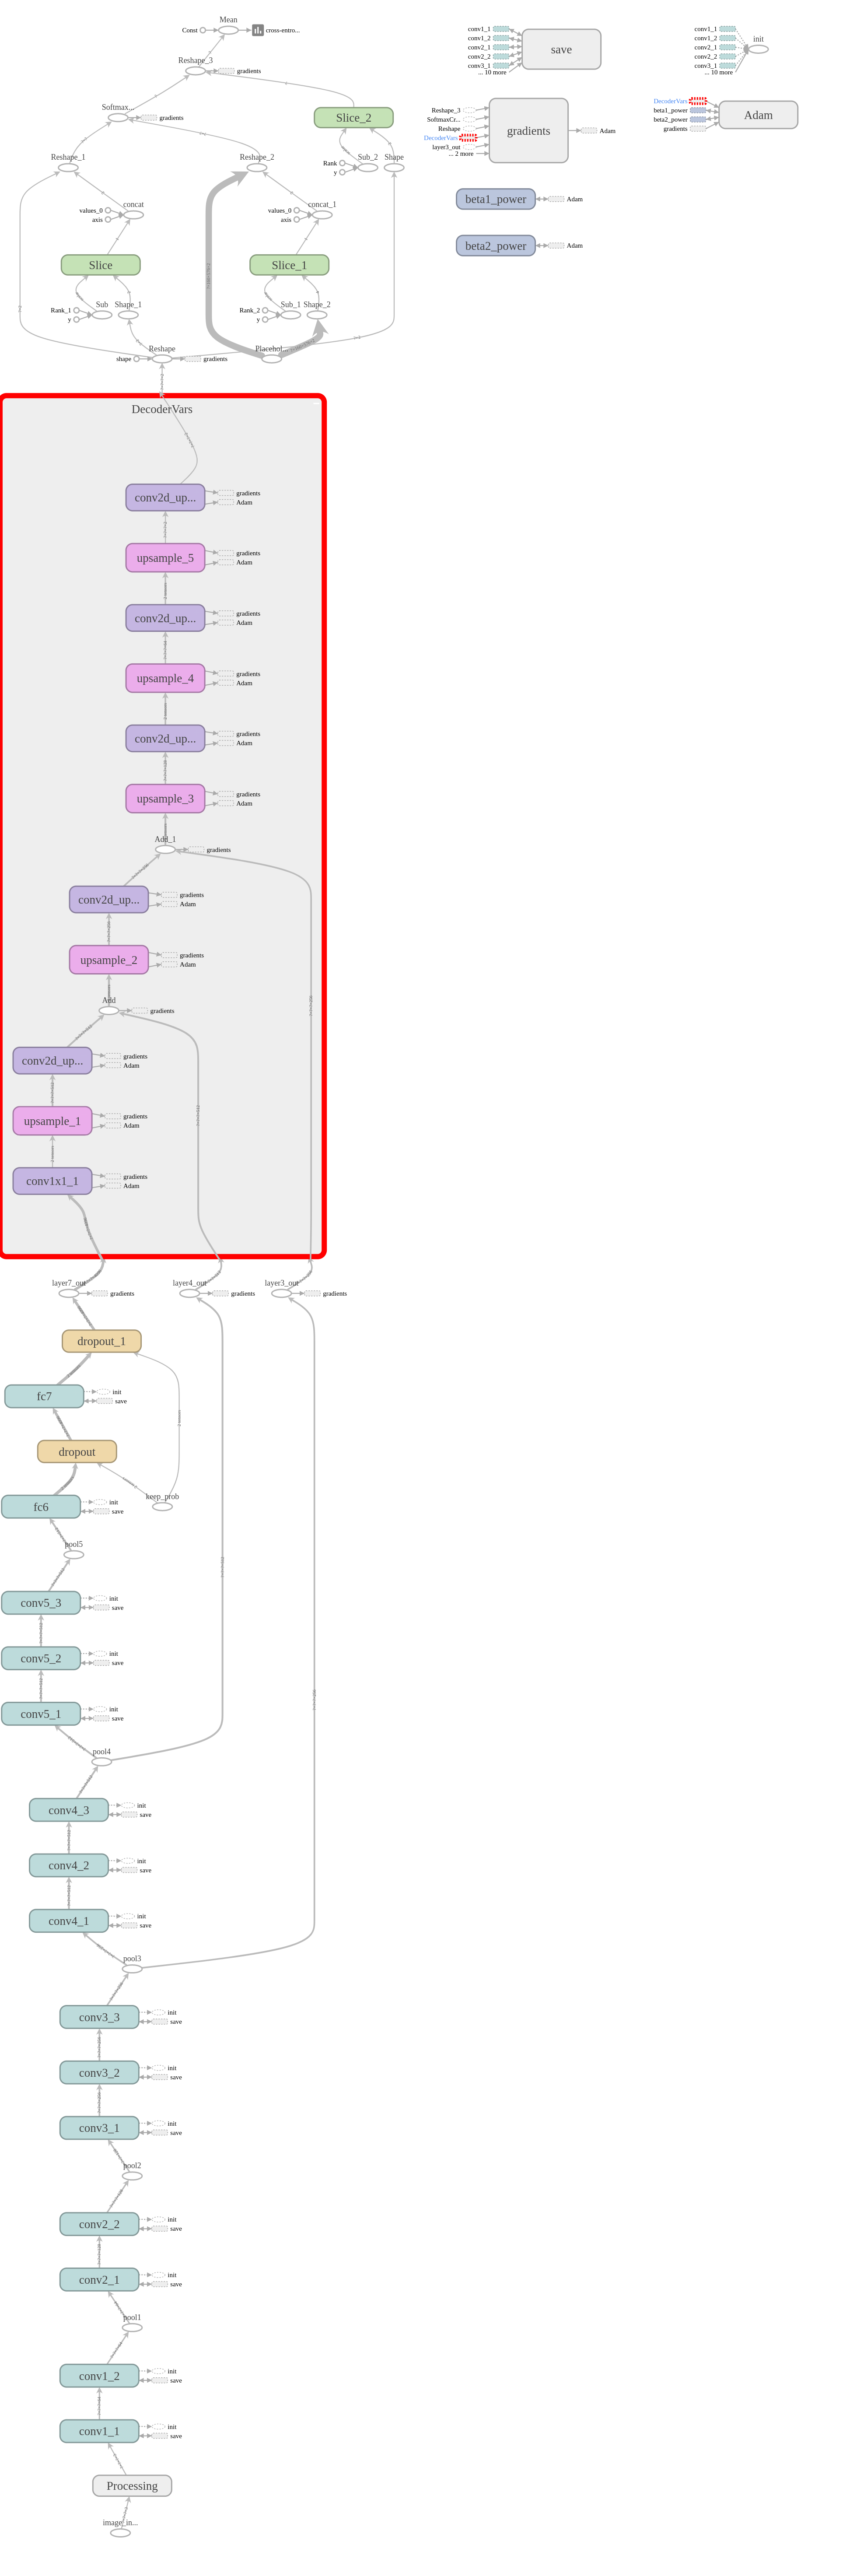 Mean
Const
cross-entro...
Reshape_3
gradients
Softmax...
gradients
Slice_2
Reshape_1
Reshape_2
Rank
y
Sub_2
Shape
values_0
axis
concat
values_0
axis
concat_1
Slice
Slice_1
Rank_1
y
Sub
Shape_1
Rank_2
y
Sub_1
Shape_2
shape
Reshape
gradients
Placehol...
conv1_1
conv1_2
conv2_1
conv2_2
conv3_1
... 10 more
save
conv1_1
conv1_2
conv2_1
conv2_2
conv3_1
... 10 more
init
Reshape_3
SoftmaxCr...
Reshape
DecoderVars
layer3_out
... 2 more
gradients
Adam
DecoderVars
beta1_power
beta2_power
gradients
Adam
beta1_power
Adam
beta2_power
Adam
DecoderVars
conv2d_up...
gradients
Adam
upsample_5
gradients
Adam
conv2d_up...
gradients
Adam
upsample_4
gradients
Adam
conv2d_up...
gradients
Adam
upsample_3
gradients
Adam
Add_1
gradients
conv2d_up...
gradients
Adam
upsample_2
gradients
Adam
Add
gradients
conv2d_up...
gradients
Adam
upsample_1
gradients
Adam
conv1x1_1
gradients
Adam
layer7_out
gradients
layer4_out
gradients
layer3_out
gradients
dropout_1
fc7
init
save
dropout
keep_prob
fc6
init
save
pool5
conv5_3
init
save
conv5_2
init
save
conv5_1
init
save
pool4
conv4_3
init
save
conv4_2
init
save
conv4_1
init
save
pool3
conv3_3
init
save
conv3_2
init
save
conv3_1
init
save
pool2
conv2_2
init
save
conv2_1
init
save
pool1
conv1_2
init
save
conv1_1
init
save
Processing
image_in...